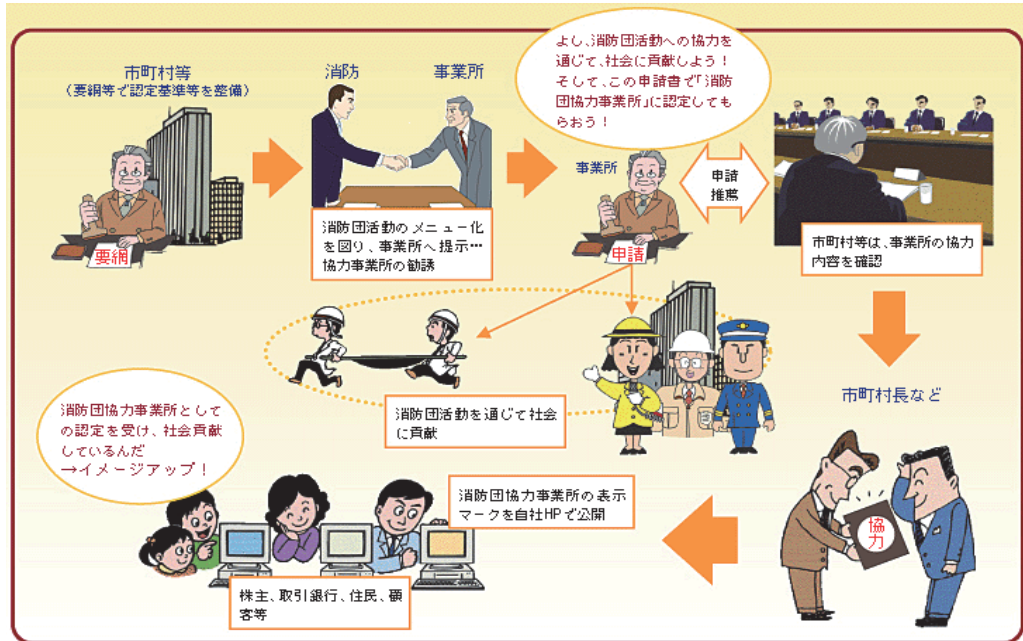 市町村等
（要綱等で認定基準等を整備）
要綱
消防
事業所
消防団活動のメニュー化
を図り、事業所へ提示…
協力事業所の勧誘
よし、消防団活動への協力を
通じて、社会に貢献しよう！
そして、この申請書で「消防
団協力事業所」に認定しても
らおう！
事業所
申請
申請
推薦
市町村等は、事業所の協力
内容を確認
消防団活動を通じて社会
に貢献
市町村長など
協
力
消防団協力事業所の表示
マークを自社HPで公開
消防団協力事業所として
の認定を受け、社会貢献
しているんだ
→イメージアップ！
株主、取引銀行、住民、顧
客等